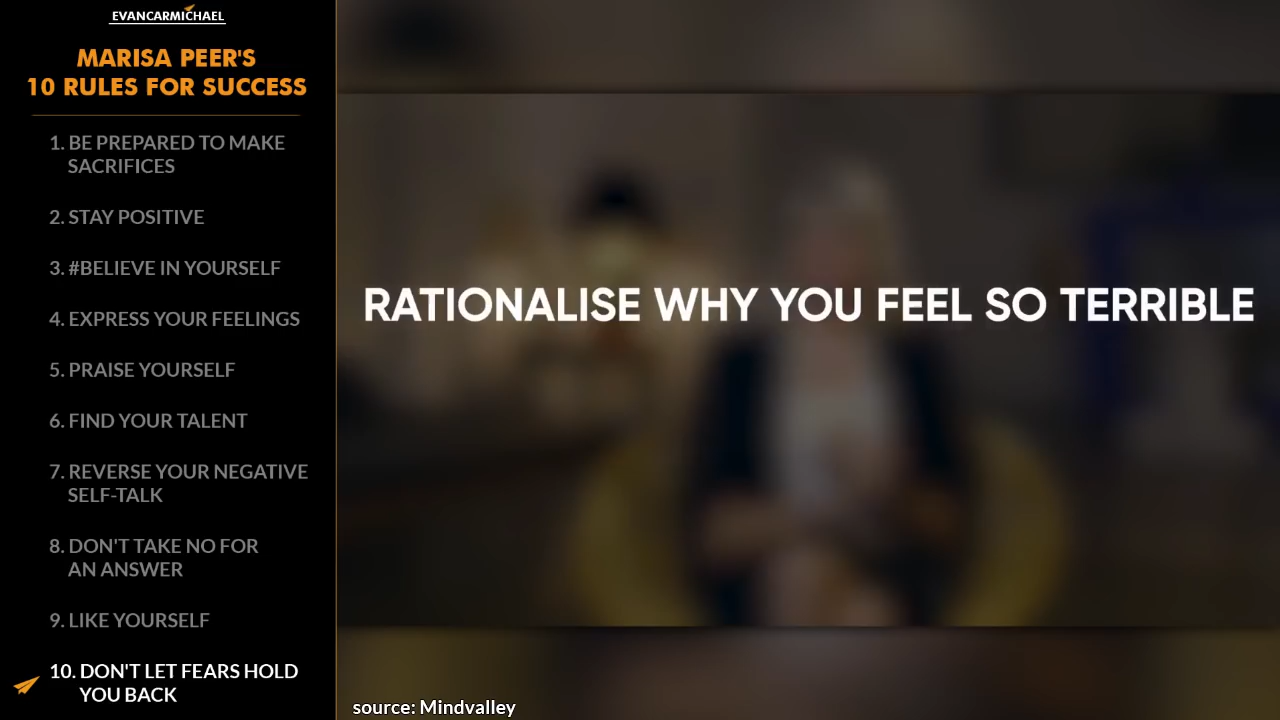 EVANCARMICHAEL
MARISA PEER'S
10 RULES FOR SUCCESS
1. BE PREPARED TO MAKE
SACRIFICES
2. STAY POSITIVE
3. #BELIEVE IN YOURSELF
4. EXPRESS YOUR FEELINGS
5. PRAISE YOURSELF
6. FIND YOUR TALENT
7. REVERSE YOUR NEGATIVE
SELF-TALK
8. DON'T TAKE NO FOR
AN ANSWER
9. LIKE YOURSELF
10. DON'T LET FEARS HOLD
YOU BACK
RATIONALISE WHY YOU FEEL SO TERRIBLE
source: Mindvalley